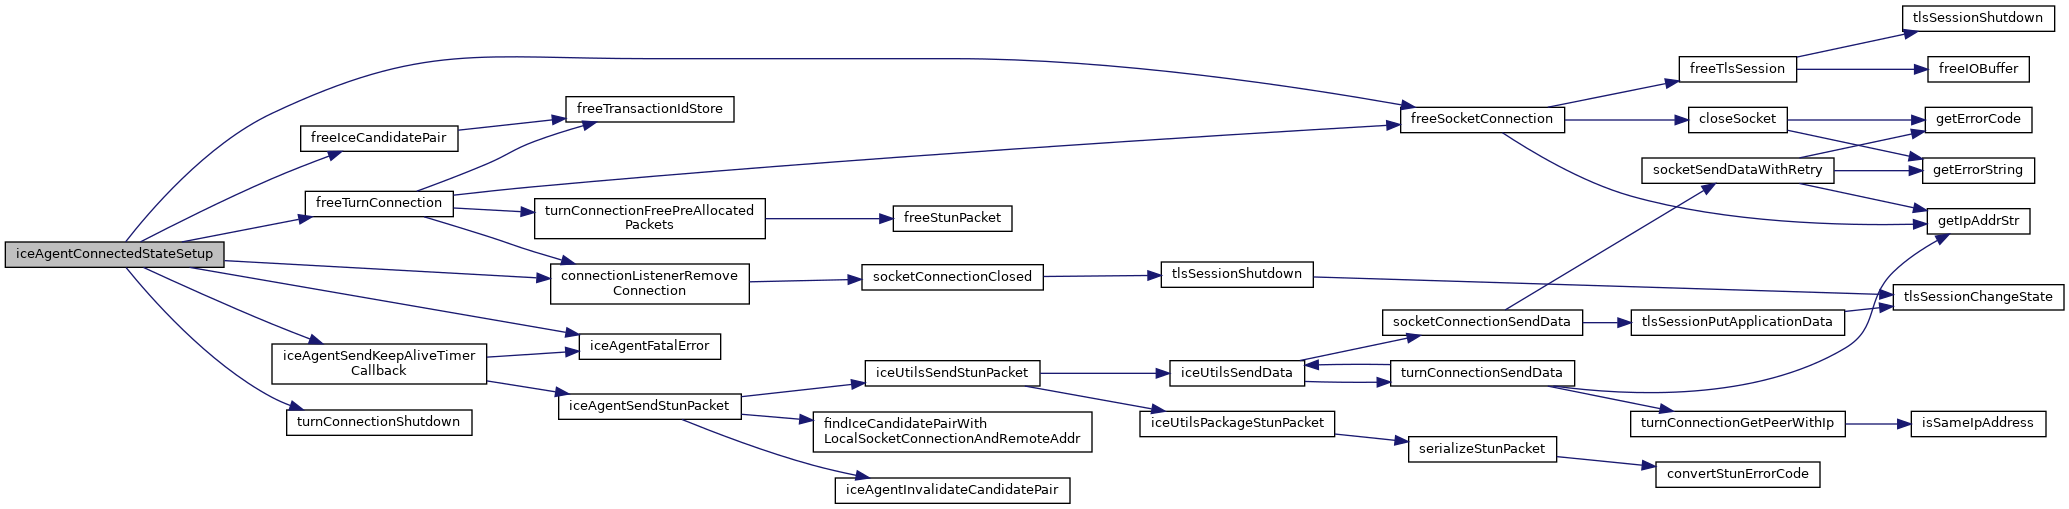 tlsSessionShutdown
freeTlsSession
freeIOBuffer
freeTransactionIdStore
freeSocketConnection
closeSocket
getErrorCode
freeIceCandidatePair
socketSendDataWithRetry
getErrorString
freeTurnConnection
turnConnectionFreePreAllocated
Packets
freeStunPacket
getIpAddrStr
iceAgentConnectedStateSetup
connectionListenerRemove
Connection
socketConnectionClosed
tlsSessionShutdown
tlsSessionChangeState
socketConnectionSendData
tlsSessionPutApplicationData
iceAgentFatalError
iceAgentSendKeepAliveTimer
Callback
iceUtilsSendStunPacket
iceUtilsSendData
turnConnectionSendData
iceAgentSendStunPacket
turnConnectionShutdown
findIceCandidatePairWith
LocalSocketConnectionAndRemoteAddr
iceUtilsPackageStunPacket
turnConnectionGetPeerWithIp
isSameIpAddress
serializeStunPacket
convertStunErrorCode
iceAgentInvalidateCandidatePair